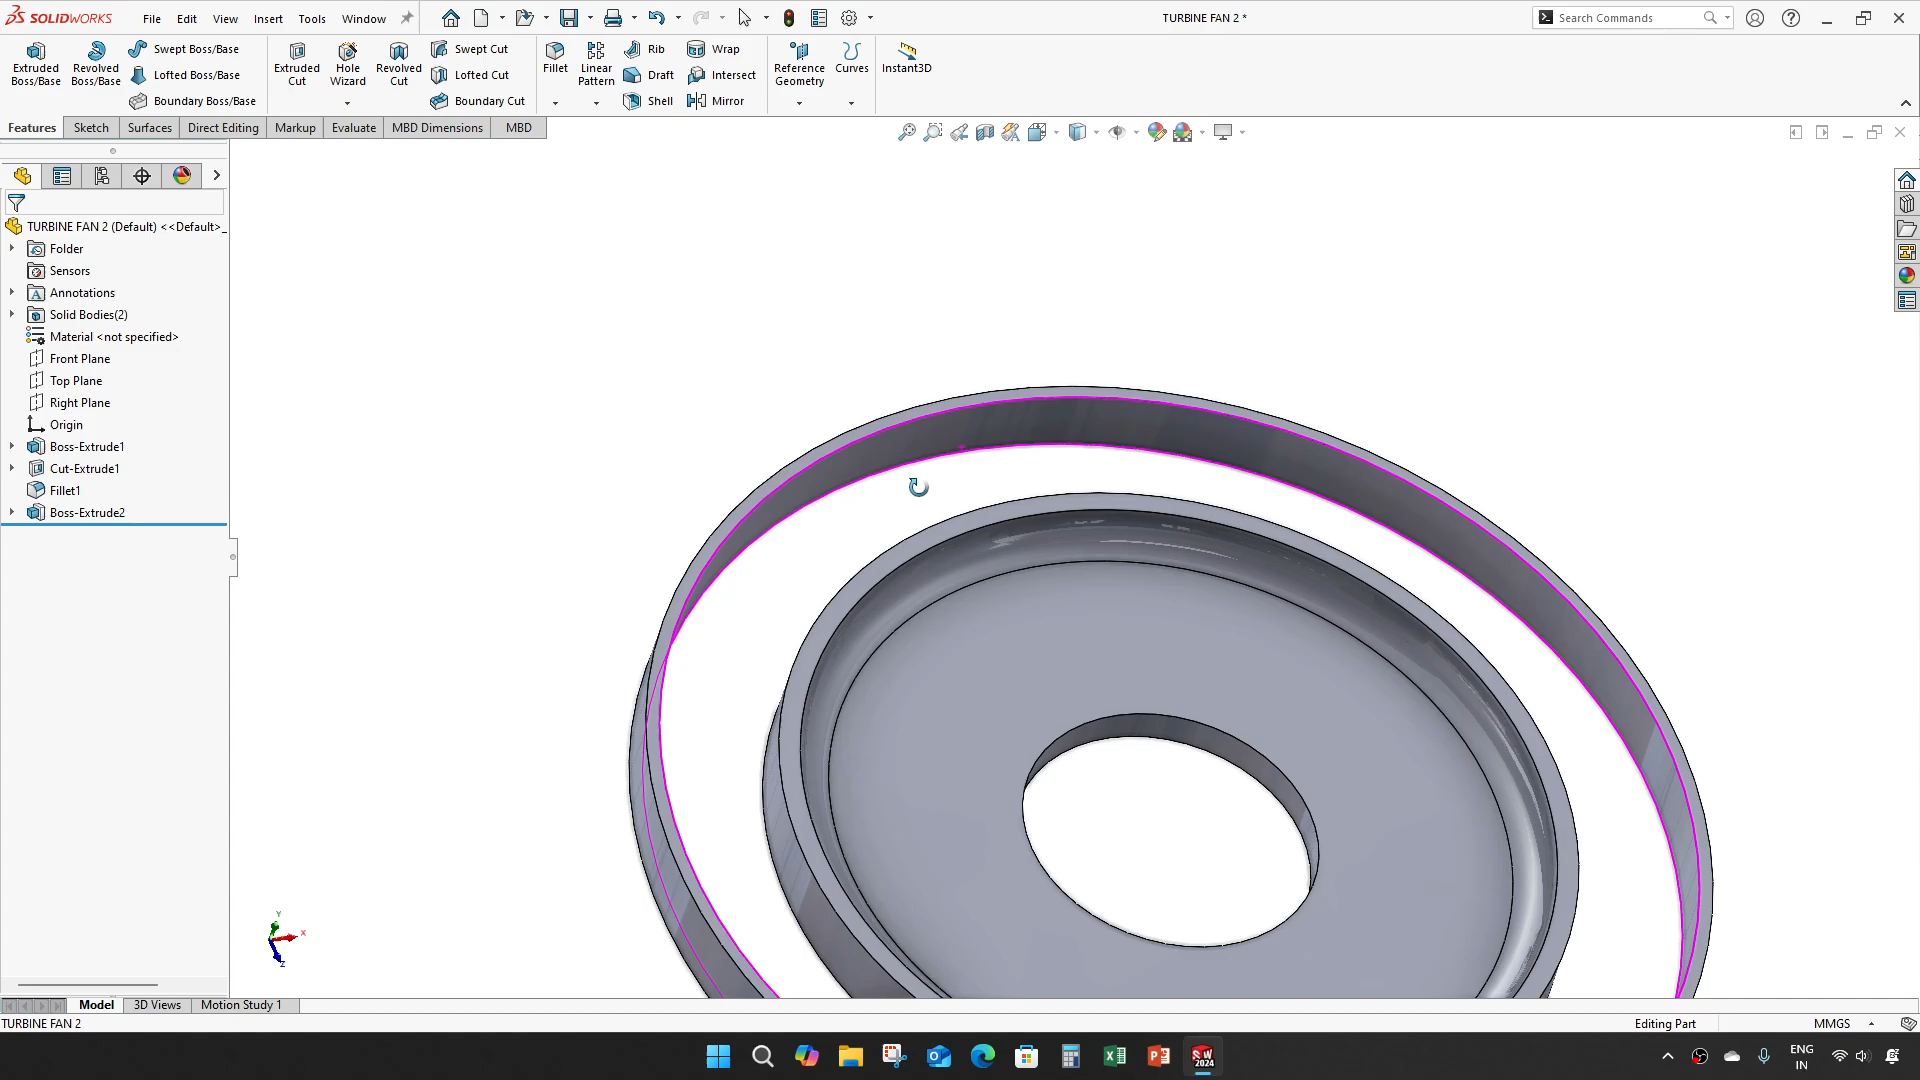 SOLIDWORKS
File Edit View Insert Tools Window
TURBINE FAN 2 *
Search Commands
Extruded Boss/Base
Revolved Boss/Base
Swept Boss/Base
Lofted Boss/Base
Boundary Boss/Base
Extruded Cut
Hole Wizard
Revolved Cut
Swept Cut
Lofted Cut
Boundary Cut
Fillet
Linear Pattern
Rib
Draft
Shell
Wrap
Intersect
Mirror
Reference Geometry
Curves
Instant3D
Features Sketch Surfaces Direct Editing Markup Evaluate MBD Dimensions MBD
TURBINE FAN 2 (Default) <<Default>_
Folder
Sensors
Annotations
Solid Bodies(2)
Material <not specified>
Front Plane
Top Plane
Right Plane
Origin
Boss-Extrude1
Cut-Extrude1
Fillet1
Boss-Extrude2
Y
X
Z
Model 3D Views Motion Study 1
TURBINE FAN 2
Editing Part
MMGS
SW
2024
ENG
IN